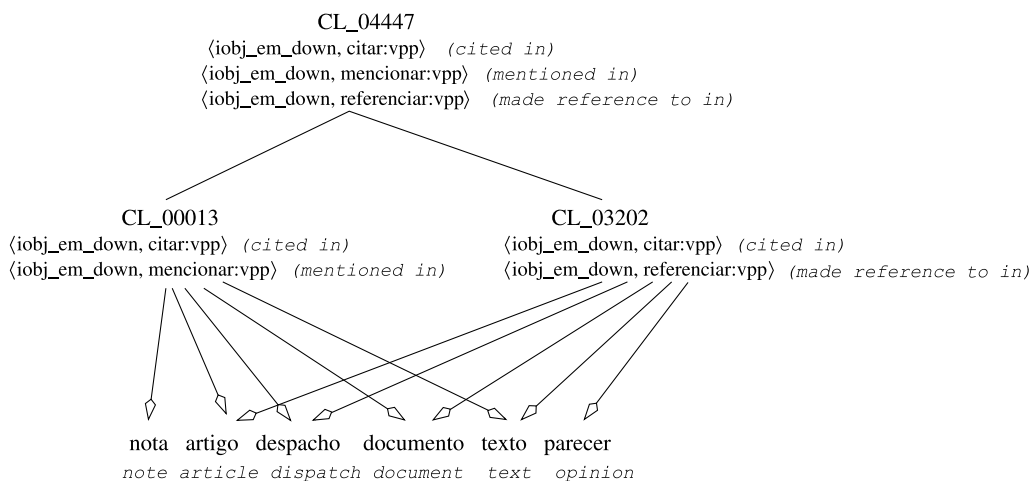 CL_04447
⟨iobj_em_down, citar:vpp⟩ (cited in)
⟨iobj_em_down, mencionar:vpp⟩ (mentioned in)
⟨iobj_em_down, referenciar:vpp⟩ (made reference to in)
CL_00013
⟨iobj_em_down, citar:vpp⟩ (cited in)
⟨iobj_em_down, mencionar:vpp⟩ (mentioned in)
CL_03202
⟨iobj_em_down, citar:vpp⟩ (cited in)
⟨iobj_em_down, referenciar:vpp⟩ (made reference to in)
nota artigo despacho documento texto parecer
note article dispatch document text opinion